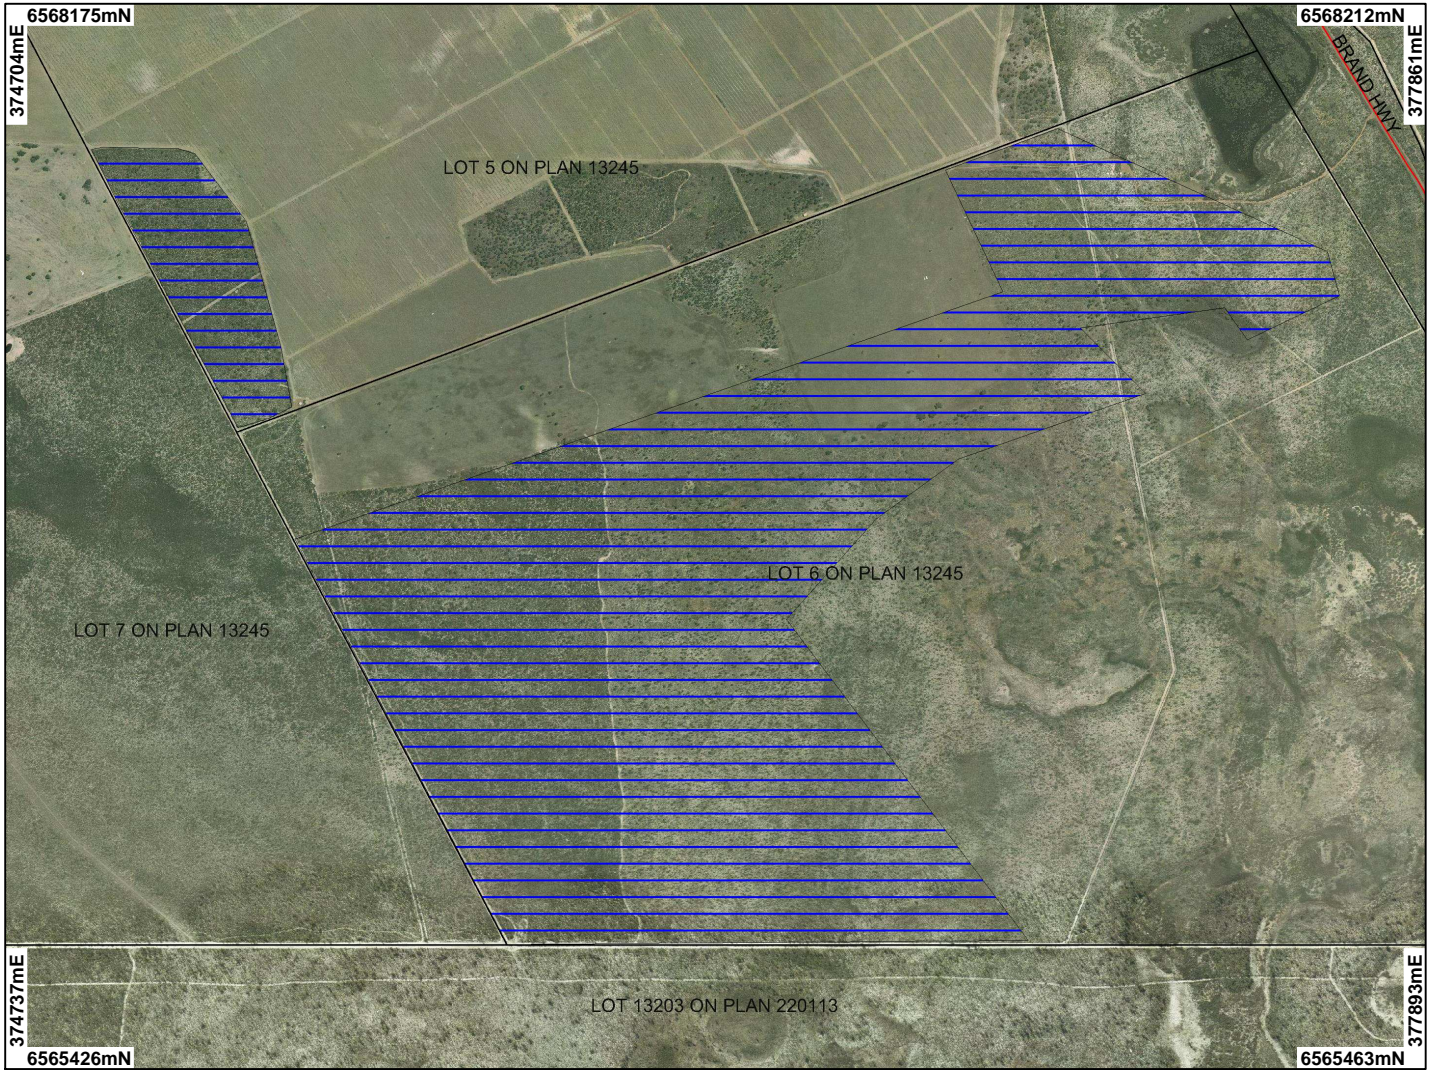 6568175mN
6568212mN
374704mE
377861mE
BRAND HWY
LOT 5 ON PLAN 13245
LOT 6 ON PLAN 13245
LOT 7 ON PLAN 13245
374737mE
377893mE
LOT 13203 ON PLAN 220113
6565426mN
6565463mN